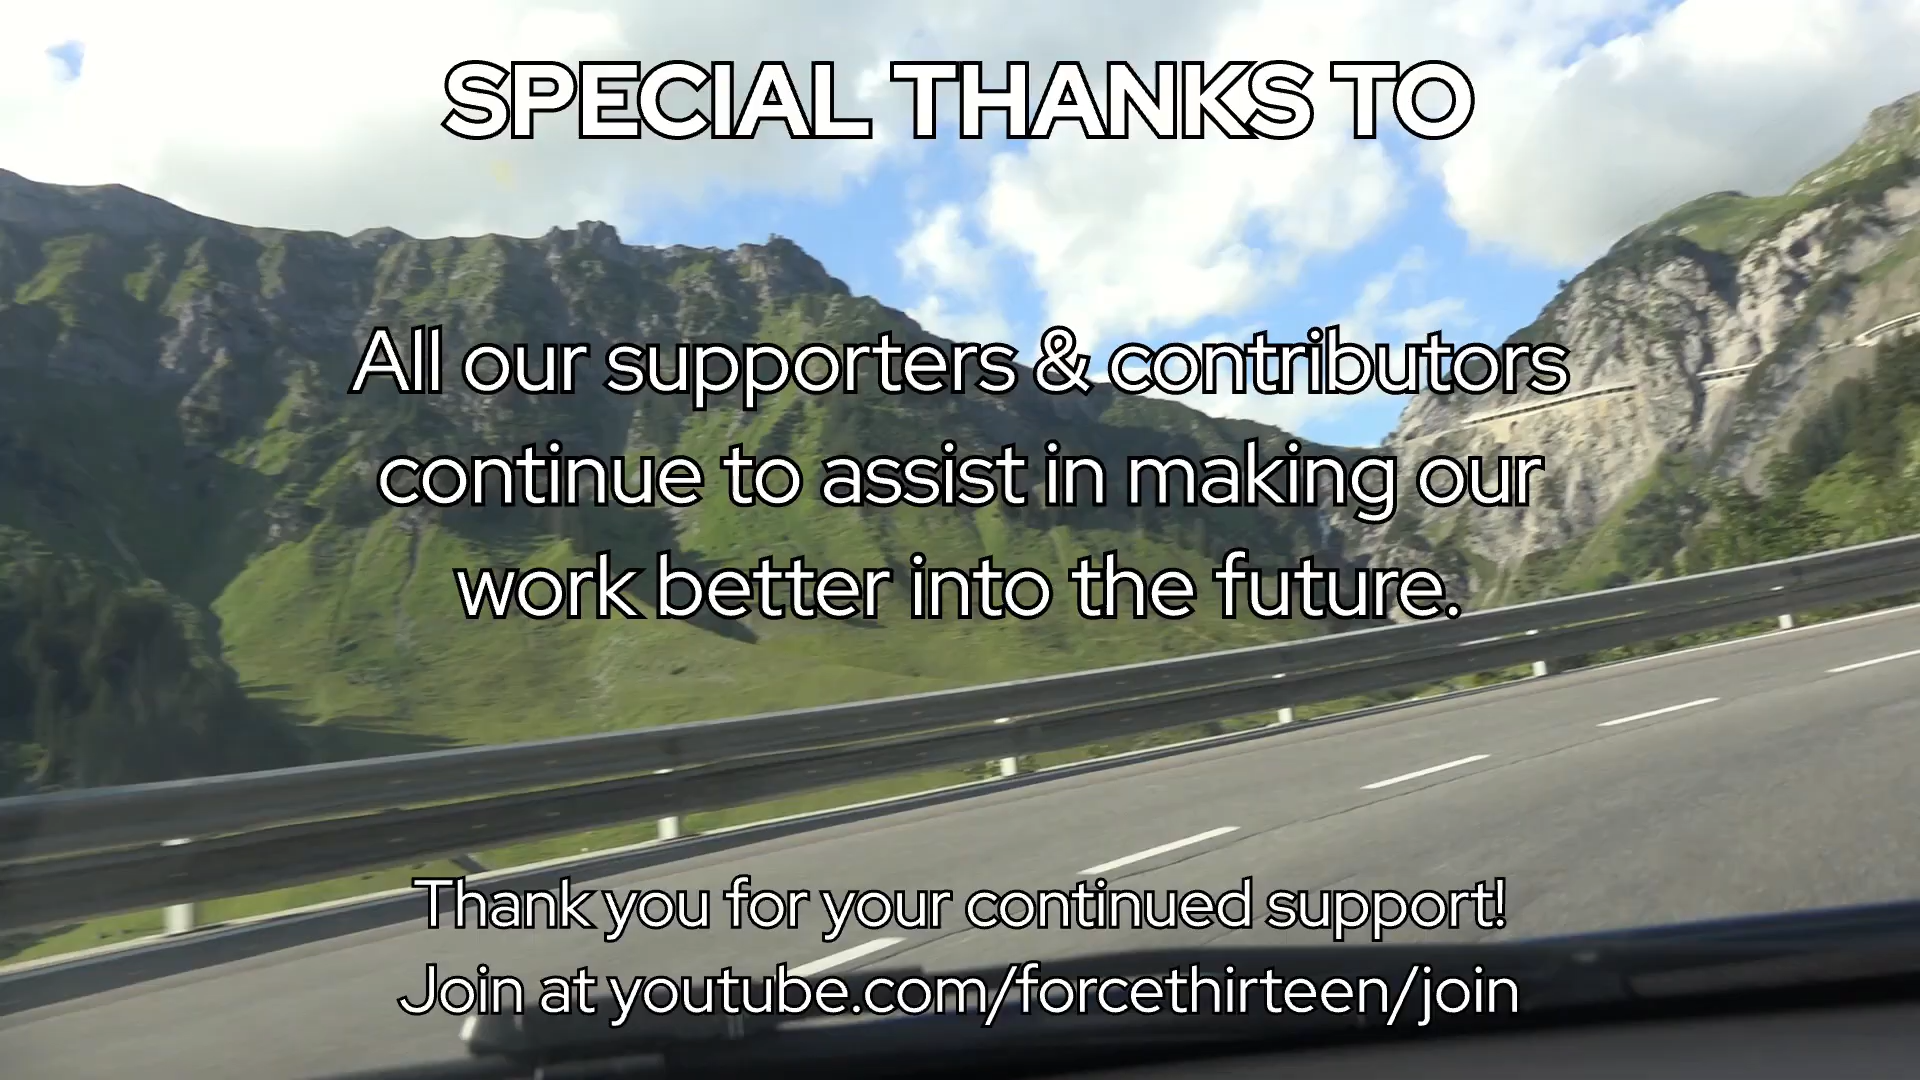 SPECIAL THANKS TO
All our supporters & contributors
continue to assist in making our
work better into the future.
Thank you for your continued support!
Join at youtube.com/forcethirteen/join